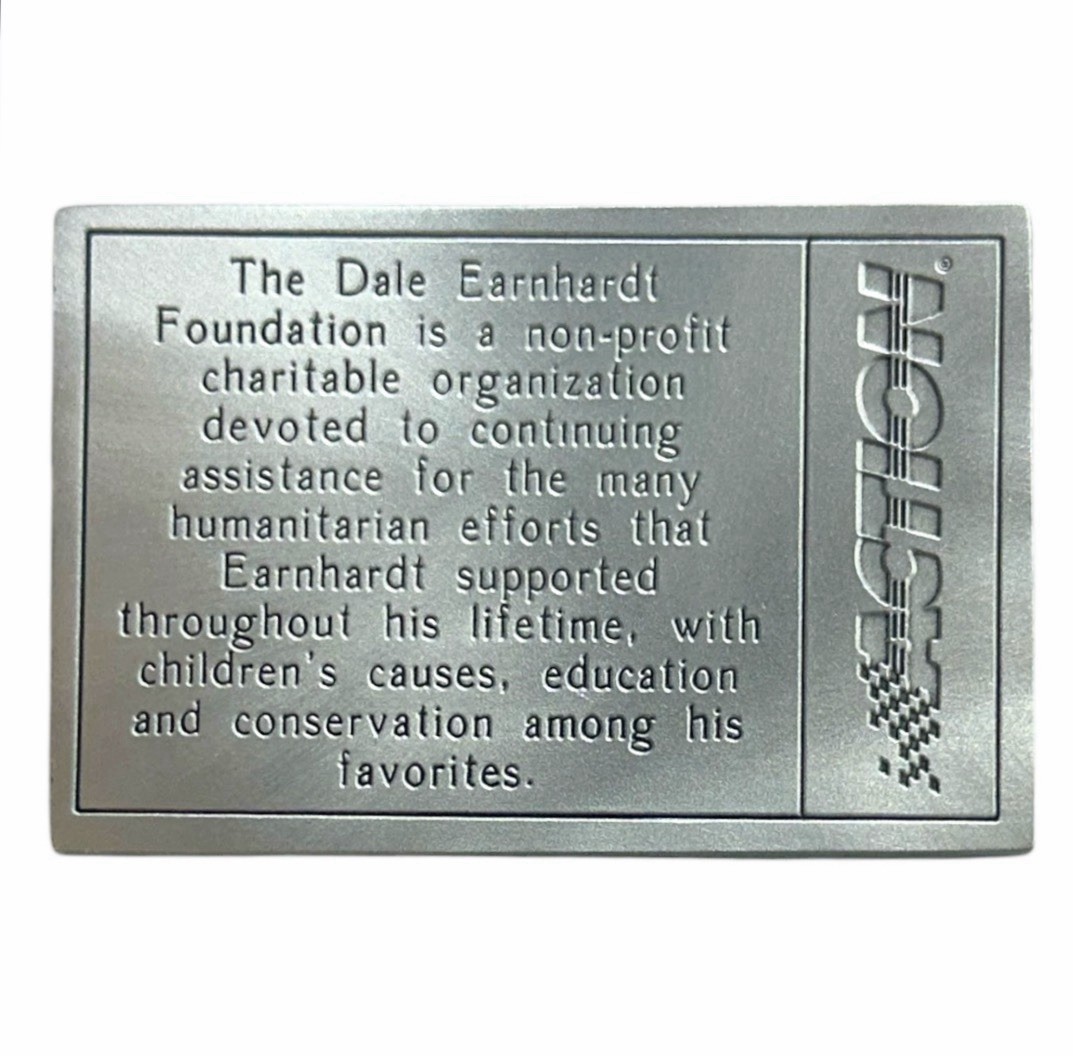 The Dale Earnhardt
Foundation is a non-profit
charitable organization
devoted to continuing
assistance for the many
humanitarian efforts that
Earnhardt supported
throughout his lifetime, with
children's causes, education
and conservation among his
favorites.
ACTION